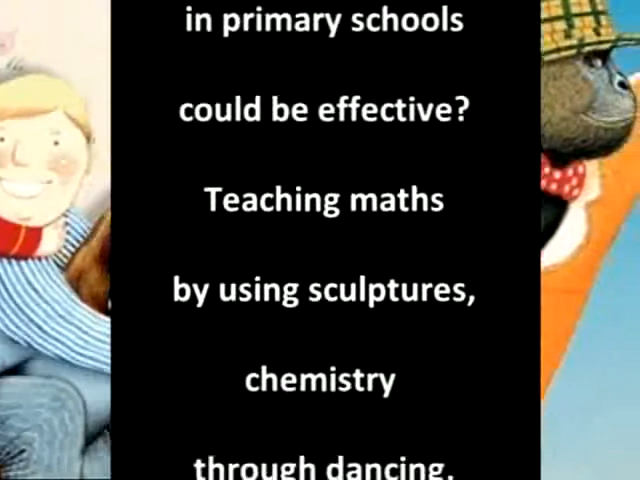 in primary schools
could be effective?
Teaching maths
by using sculptures,
chemistry
through dancing.